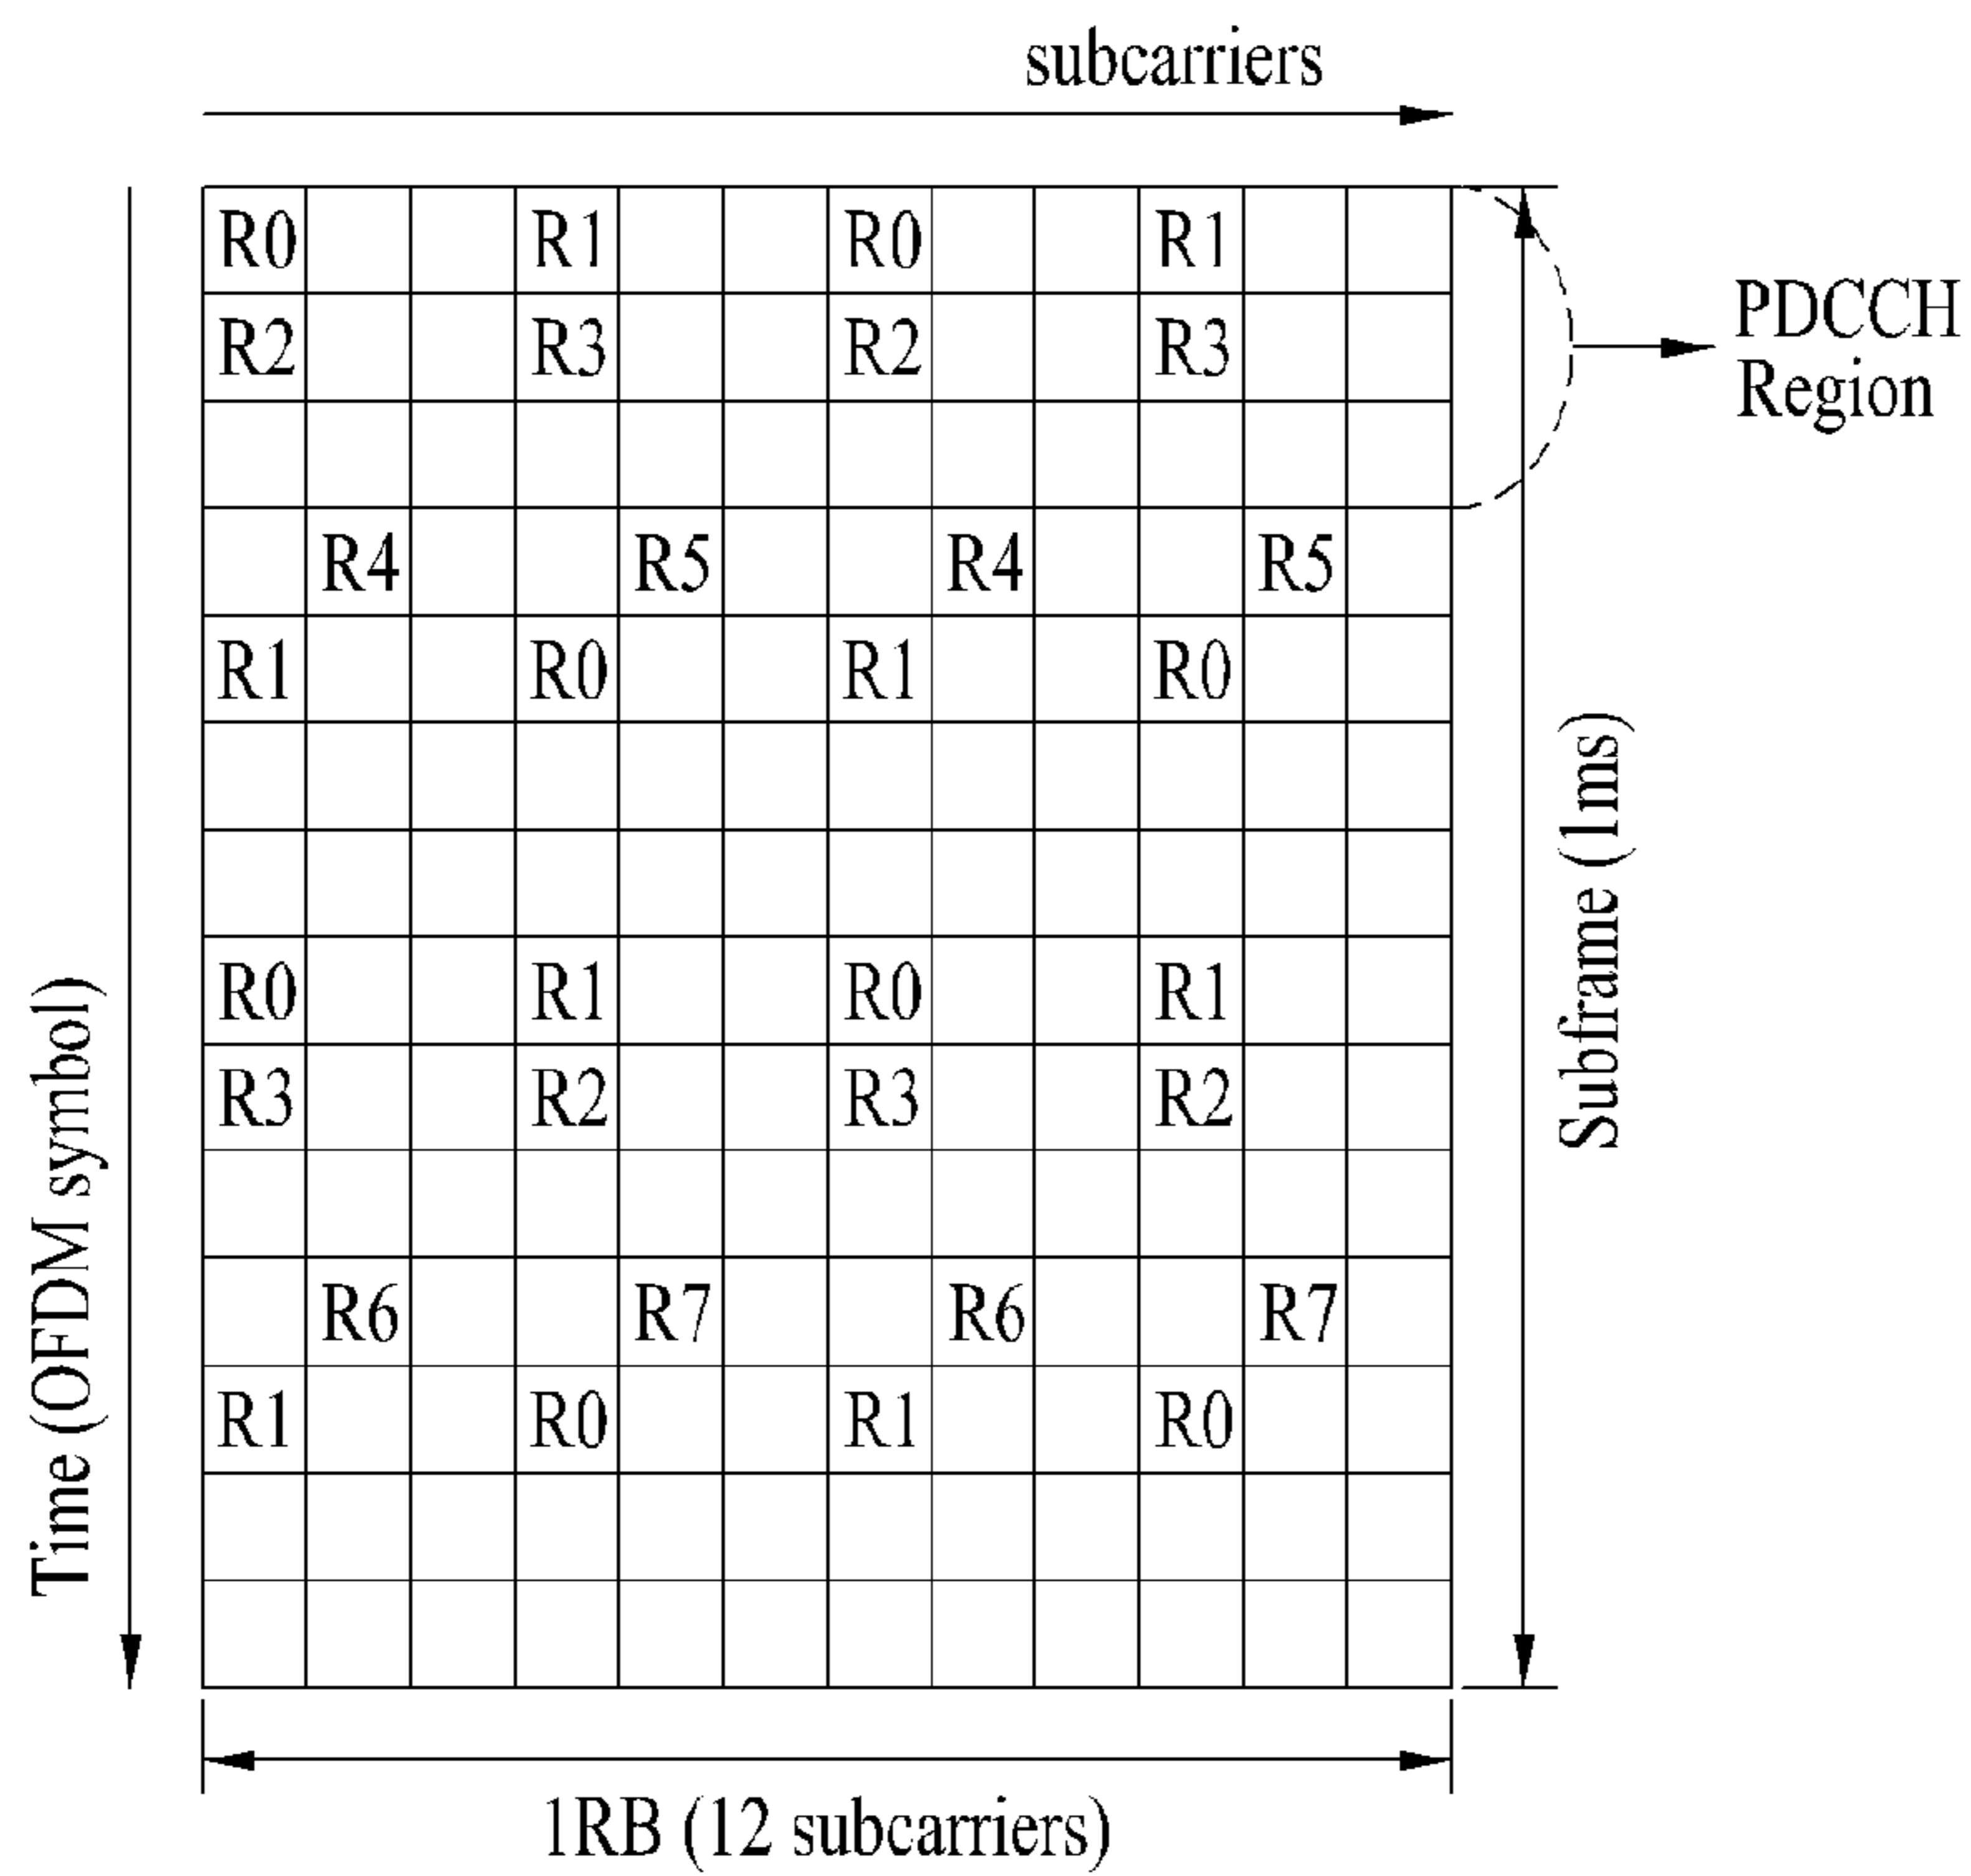 subcarriers
R0 R1 R0 R1
R2 R3 R2 R3
PDCCH
Region
R4 R5 R4 R5
R1 R0 R1 R0
R0 R1 R0 R1
R3 R2 R3 R2
R6 R7 R6 R7
R1 R0 R1 R0
Time (OFDM symbol)
Subframe (1ms)
1RB (12 subcarriers)